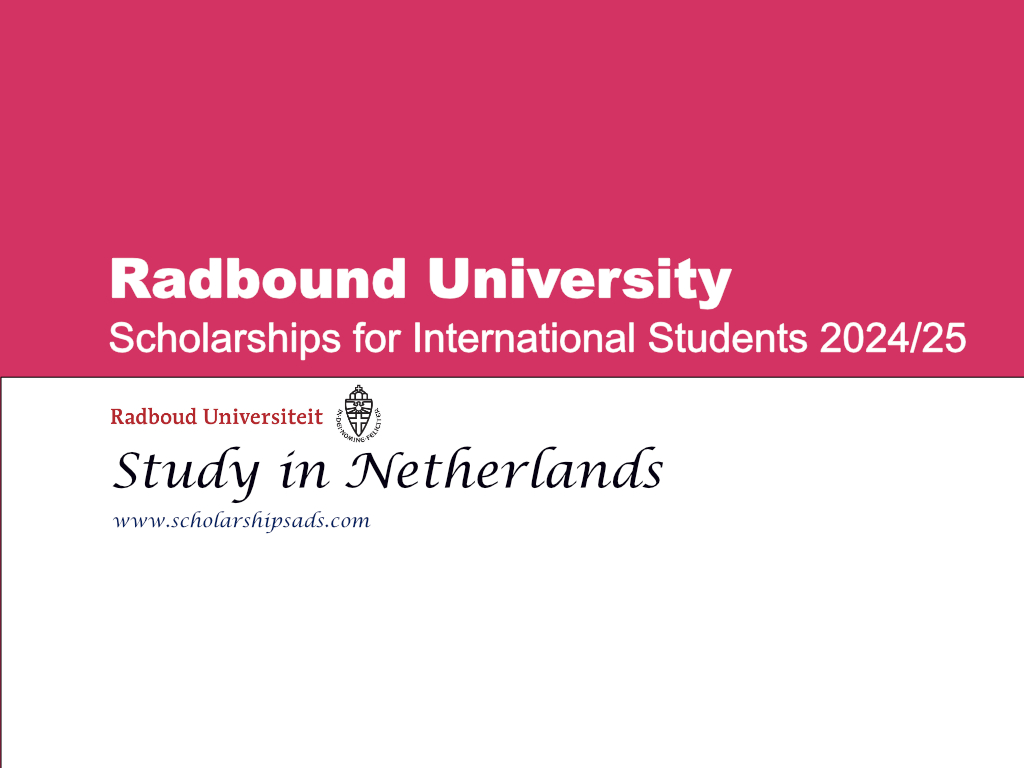 Radbound University
Scholarships for International Students 2024/25
Radboud Universiteit
IN DEI NOMINE FELICITER
Study in Netherlands
www.scholarshipsads.com